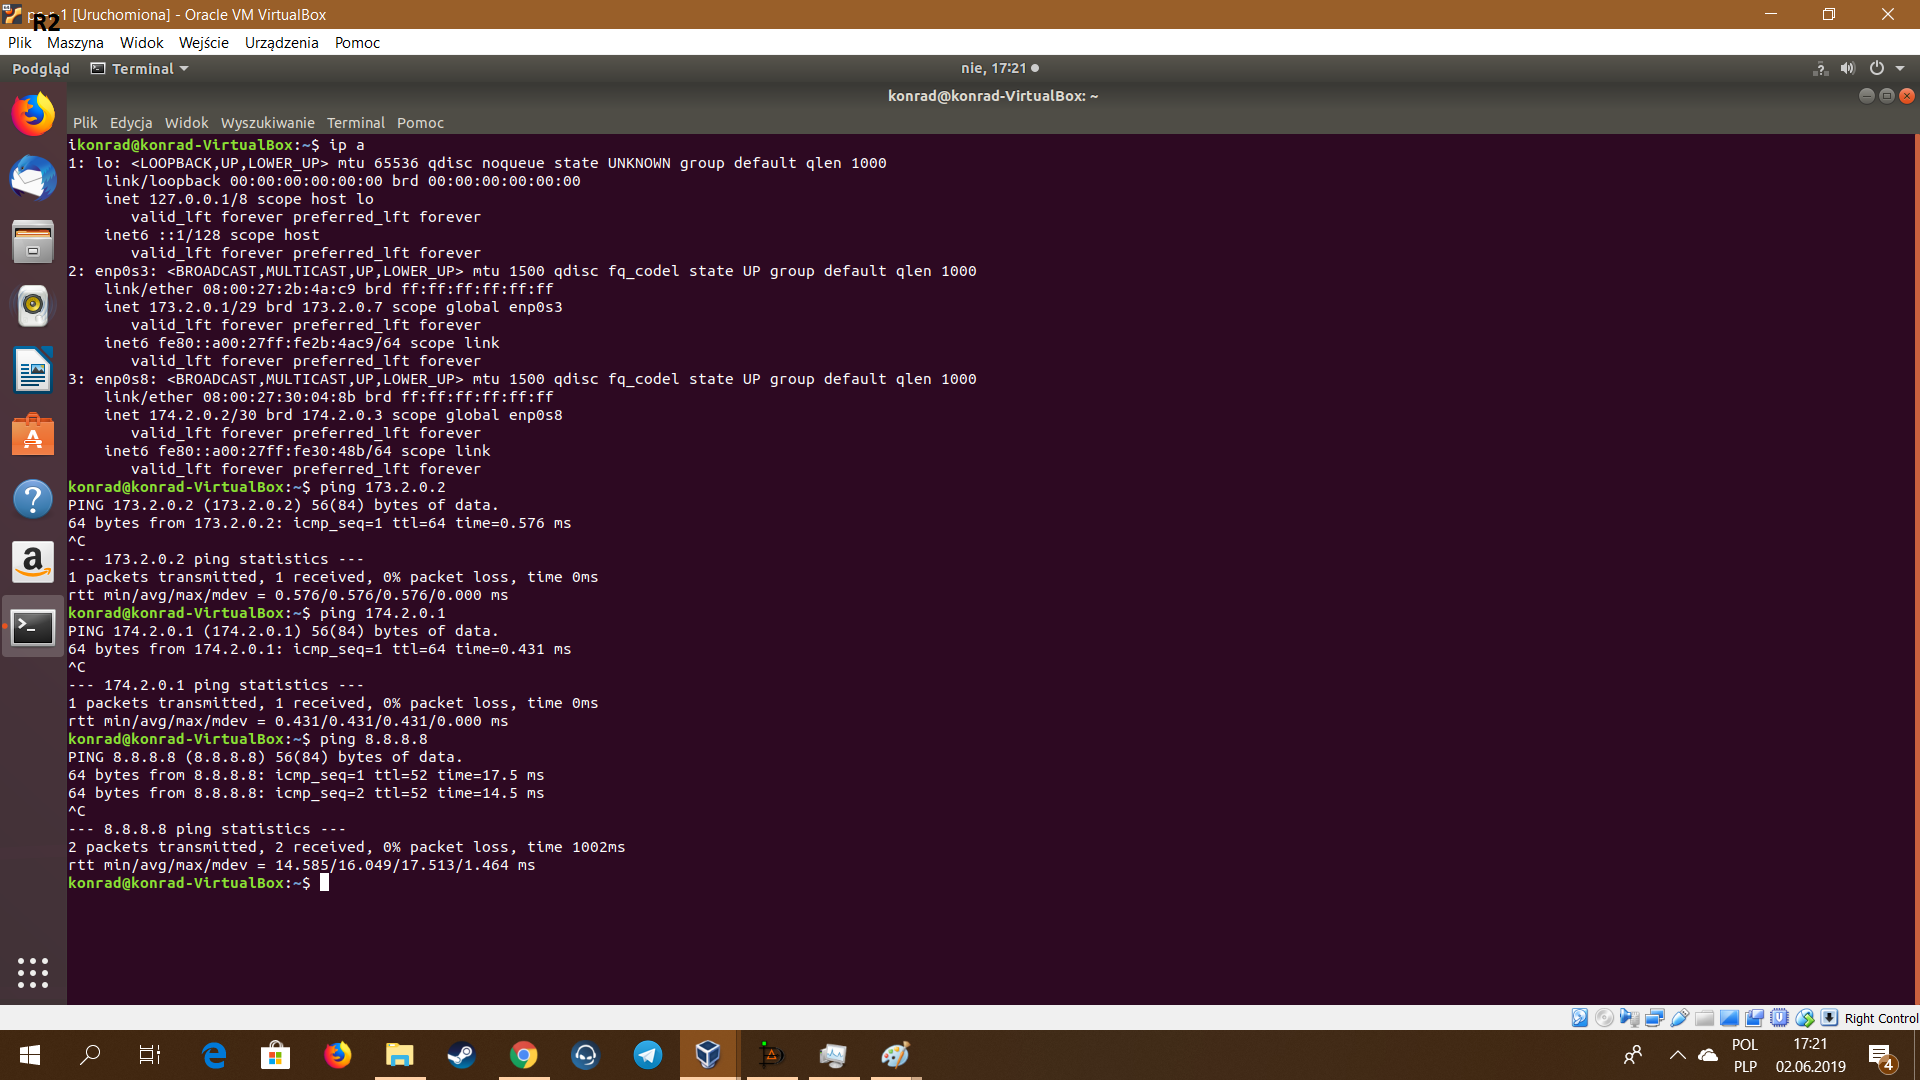 R2
1 [Uruchomiona] - Oracle VM VirtualBox
Plik Maszyna Widok Wejście Urządzenia Pomoc
Podgląd Terminal nie, 17:21
konrad@konrad-VirtualBox: ~
Plik Edycja Widok Wyszukiwanie Terminal Pomoc
ikonrad@konrad-VirtualBox:~$ ip a
1: lo: <LOOPBACK,UP,LOWER_UP> mtu 65536 qdisc noqueue state UNKNOWN group default qlen 1000
    link/loopback 00:00:00:00:00:00 brd 00:00:00:00:00:00
    inet 127.0.0.1/8 scope host lo
       valid_lft forever preferred_lft forever
    inet6 ::1/128 scope host
       valid_lft forever preferred_lft forever
2: enp0s3: <BROADCAST,MULTICAST,UP,LOWER_UP> mtu 1500 qdisc fq_codel state UP group default qlen 1000
    link/ether 08:00:27:2b:4a:c9 brd ff:ff:ff:ff:ff:ff
    inet 173.2.0.1/29 brd 173.2.0.7 scope global enp0s3
       valid_lft forever preferred_lft forever
    inet6 fe80::a00:27ff:fe2b:4ac9/64 scope link
       valid_lft forever preferred_lft forever
3: enp0s8: <BROADCAST,MULTICAST,UP,LOWER_UP> mtu 1500 qdisc fq_codel state UP group default qlen 1000
    link/ether 08:00:27:30:04:8b brd ff:ff:ff:ff:ff:ff
    inet 174.2.0.2/30 brd 174.2.0.3 scope global enp0s8
       valid_lft forever preferred_lft forever
    inet6 fe80::a00:27ff:fe30:48b/64 scope link
       valid_lft forever preferred_lft forever
konrad@konrad-VirtualBox:~$ ping 173.2.0.2
PING 173.2.0.2 (173.2.0.2) 56(84) bytes of data.
64 bytes from 173.2.0.2: icmp_seq=1 ttl=64 time=0.576 ms
^C
--- 173.2.0.2 ping statistics ---
1 packets transmitted, 1 received, 0% packet loss, time 0ms
rtt min/avg/max/mdev = 0.576/0.576/0.576/0.000 ms
konrad@konrad-VirtualBox:~$ ping 174.2.0.1
PING 174.2.0.1 (174.2.0.1) 56(84) bytes of data.
64 bytes from 174.2.0.1: icmp_seq=1 ttl=64 time=0.431 ms
^C
--- 174.2.0.1 ping statistics ---
1 packets transmitted, 1 received, 0% packet loss, time 0ms
rtt min/avg/max/mdev = 0.431/0.431/0.431/0.000 ms
konrad@konrad-VirtualBox:~$ ping 8.8.8.8
PING 8.8.8.8 (8.8.8.8) 56(84) bytes of data.
64 bytes from 8.8.8.8: icmp_seq=1 ttl=52 time=17.5 ms
64 bytes from 8.8.8.8: icmp_seq=2 ttl=52 time=14.5 ms
^C
--- 8.8.8.8 ping statistics ---
2 packets transmitted, 2 received, 0% packet loss, time 1002ms
rtt min/avg/max/mdev = 14.585/16.049/17.513/1.464 ms
konrad@konrad-VirtualBox:~$
Right Control
POL 17:21
PLP 02.06.2019 4